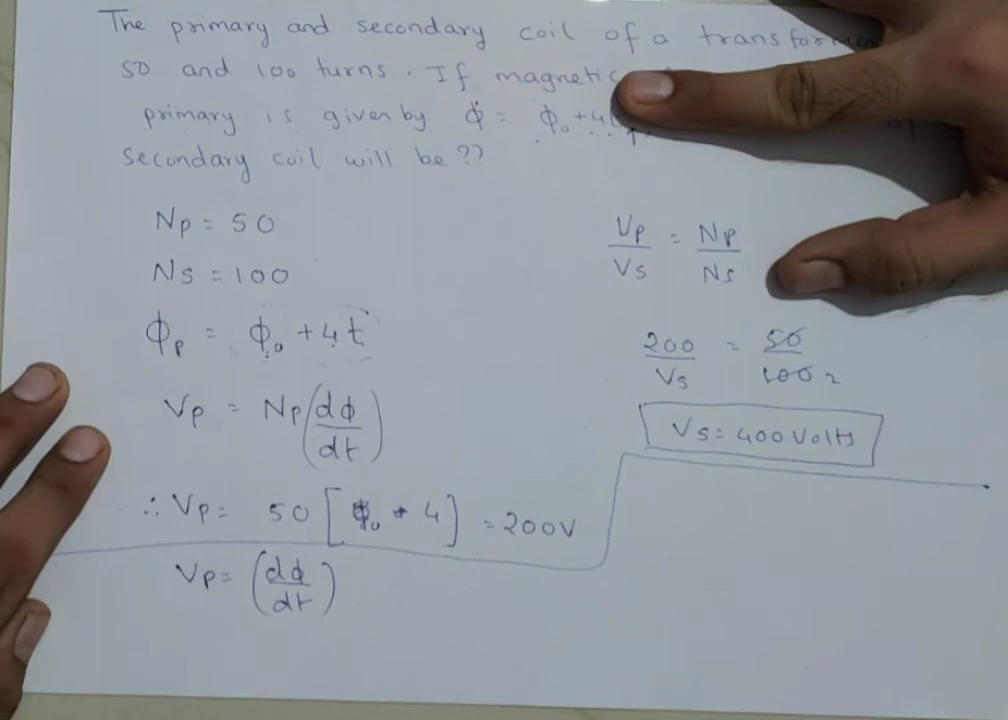 The primary and secondary coil of a
50 and 100 turns. If magnetic
primary is given by ϕ = ϕ₀ + 4
secondary coil will be ??
Np = 50
Ns = 100
ϕp = ϕ₀ + 4t
Vp = Np(dϕ/dt)
∴ Vp = 50 [ 4 ] = 200V
Vp = (dϕ/dt)
Vp/Vs = Np/Ns
200/Vs = 50/100 2
Vs = 400 Volts